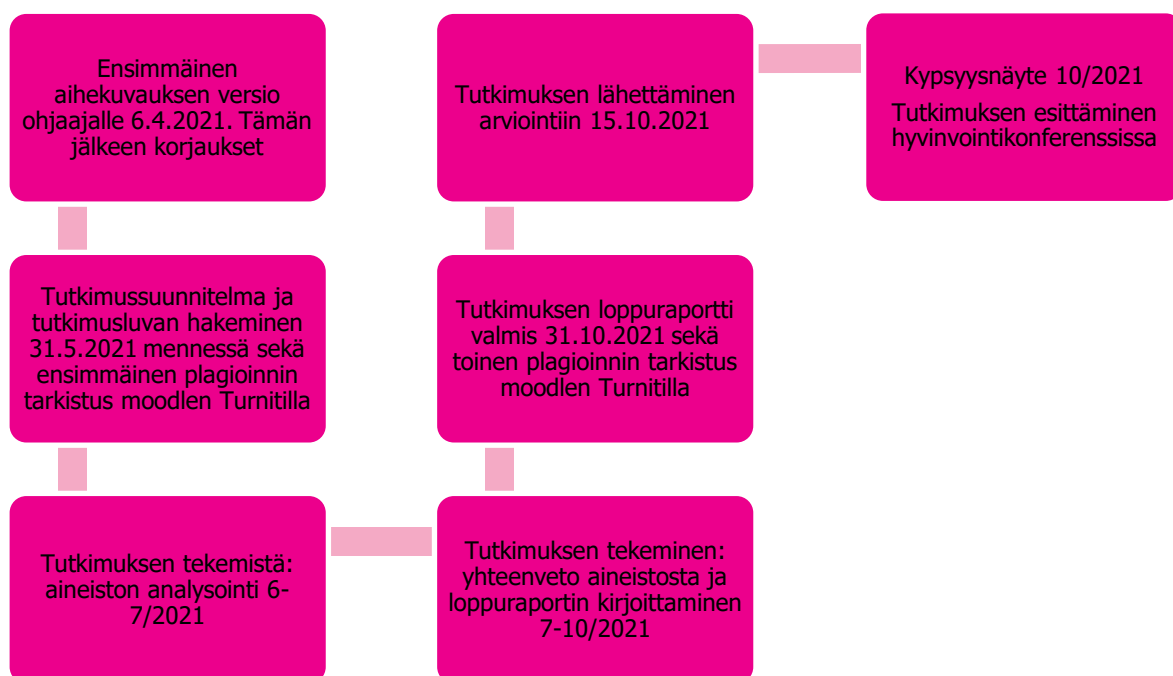 Ensimmäinen
aihekuvauksen versio
ohjaajalle 6.4.2021. Tämän
jälkeen korjaukset
Tutkimussuunnitelma ja
tutkimusluvan hakeminen
31.5.2021 mennessä sekä
ensimmäinen plagioinnin
tarkistus moodlen Turnitilla
Tutkimuksen tekemistä:
aineiston analysointi 6-
7/2021
Tutkimuksen tekeminen:
yhteenveto aineistosta ja
loppuraportin kirjoittaminen
7-10/2021
Tutkimuksen loppuraportti
valmis 31.10.2021 sekä
toinen plagioinnin tarkistus
moodlen Turnitilla
Tutkimuksen lähettäminen
arviointiin 15.10.2021
Kypsyysnäyte 10/2021
Tutkimuksen esittäminen
hyvinvointikonferenssissa